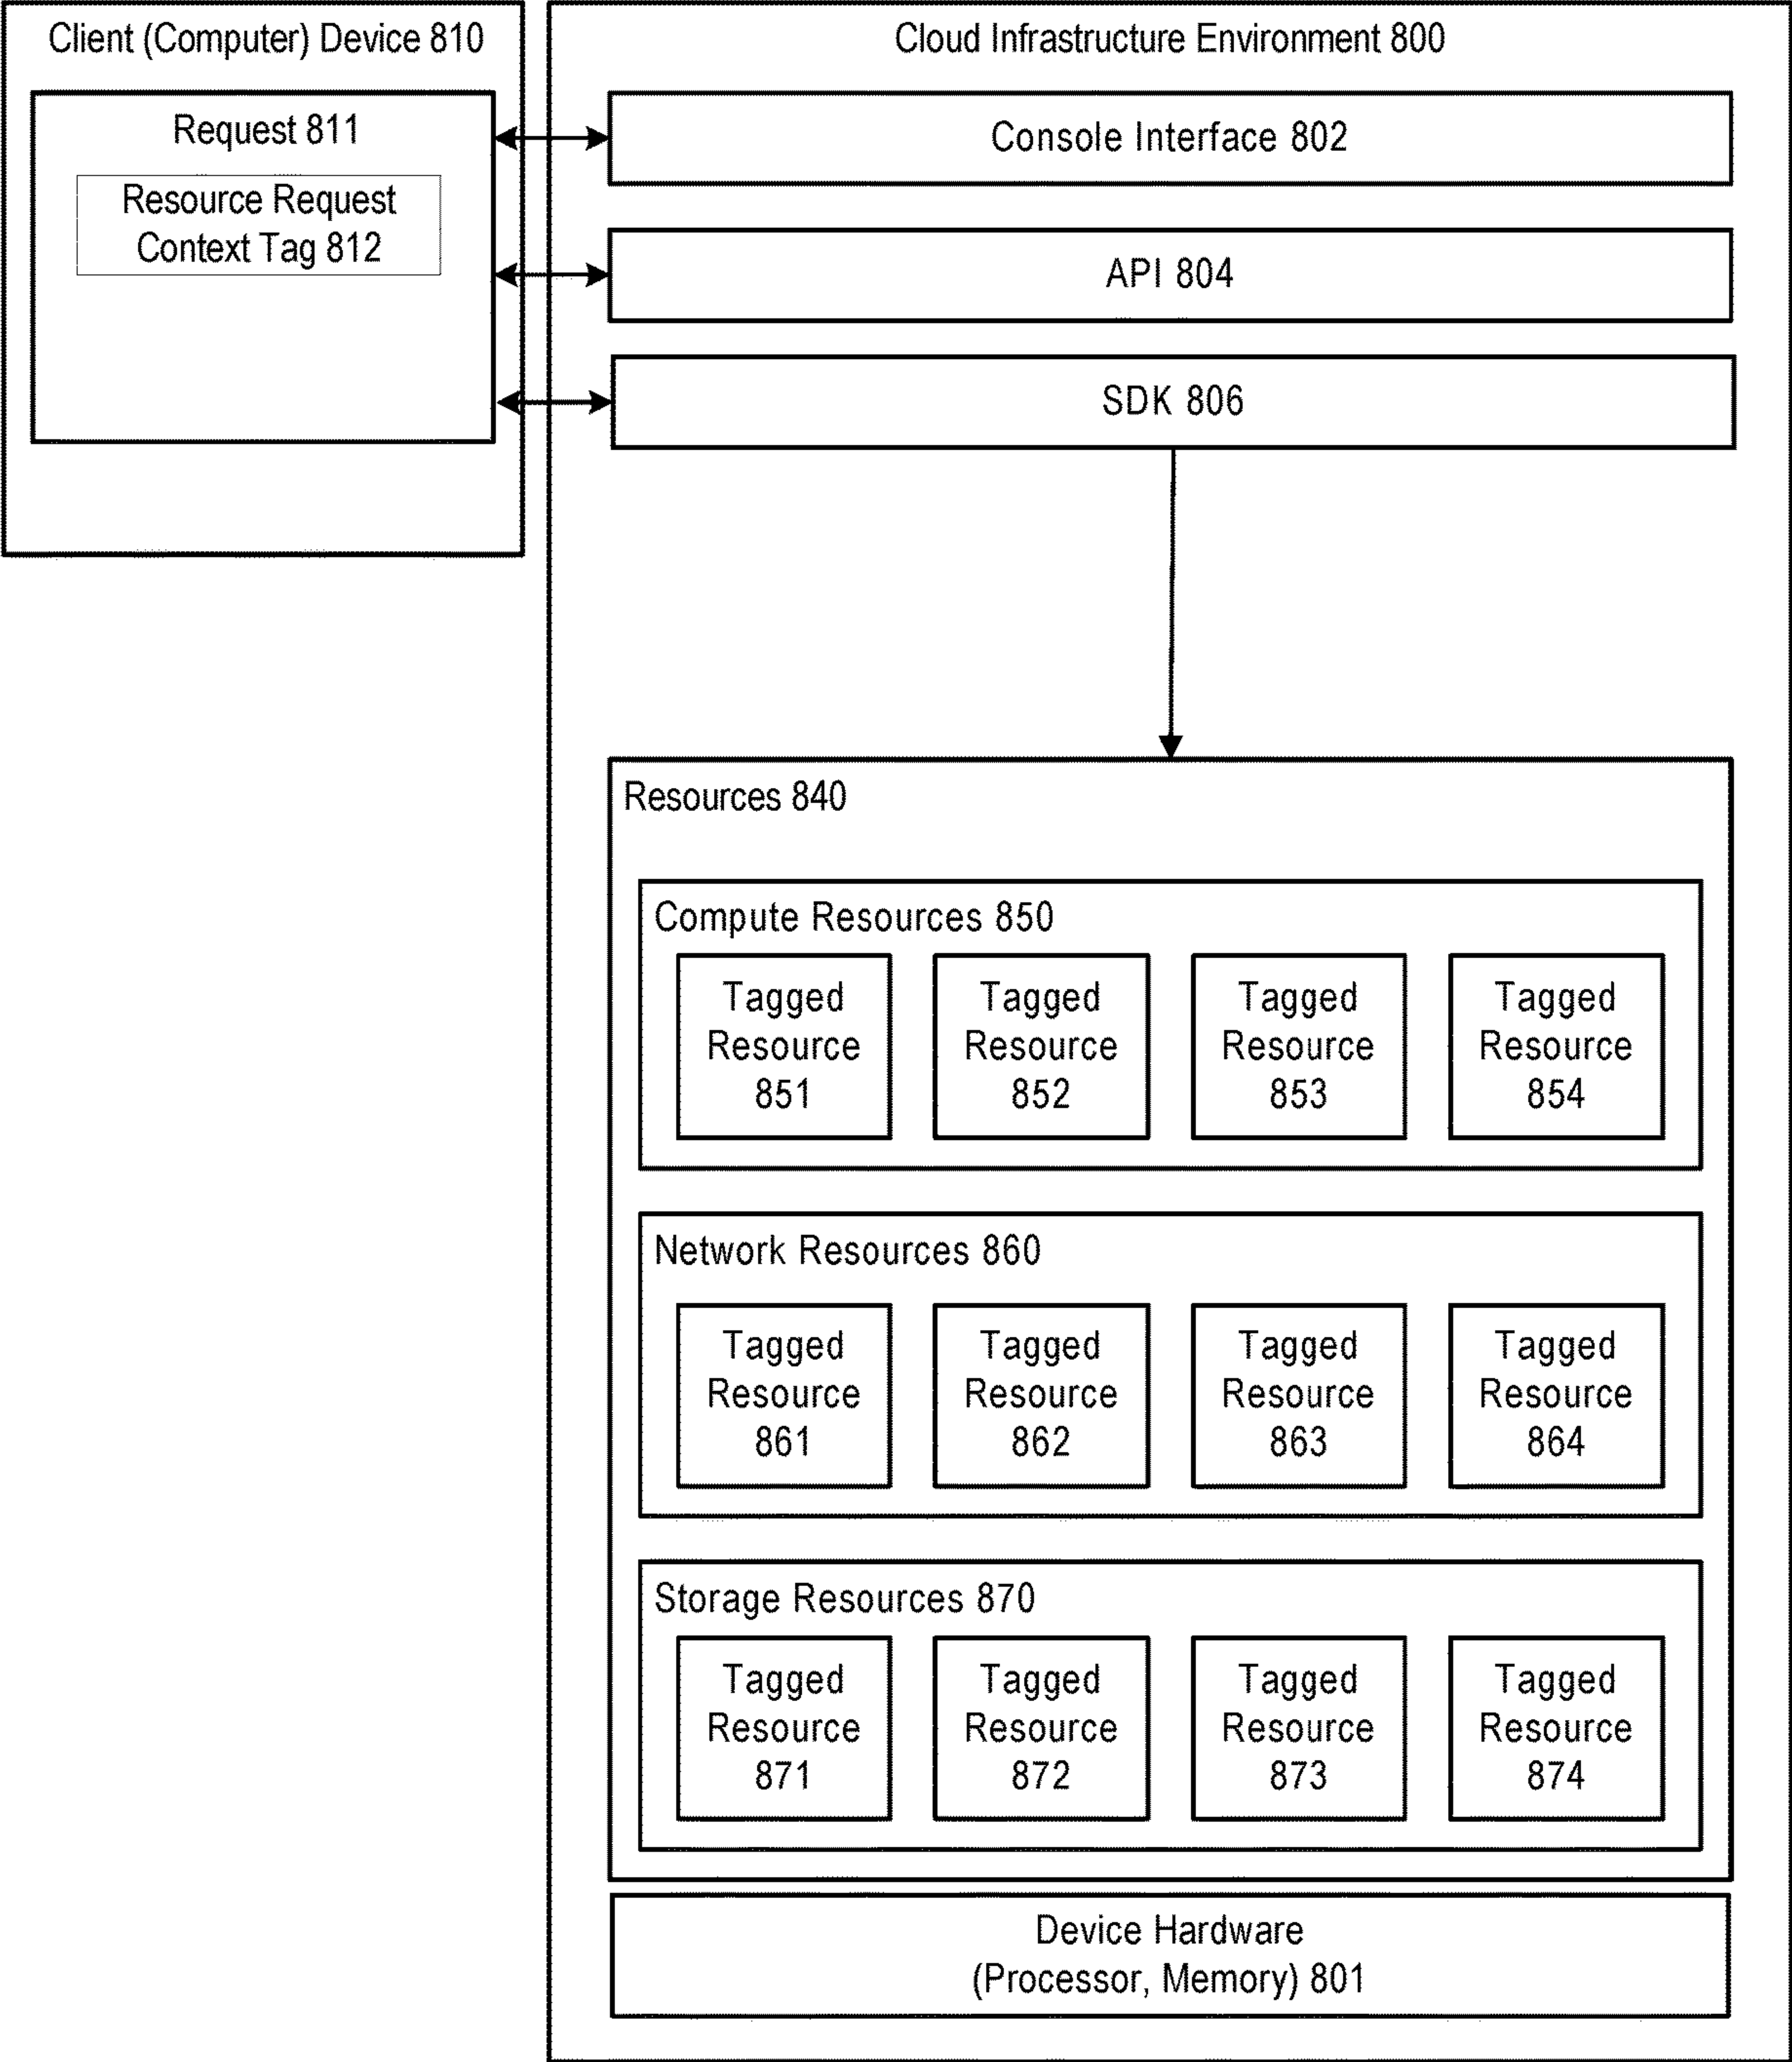 Client (Computer) Device 810
Request 811
Resource Request
Context Tag 812
Cloud Infrastructure Environment 800
Console Interface 802
API 804
SDK 806
Resources 840
Compute Resources 850
Tagged
Resource
851
Tagged
Resource
852
Tagged
Resource
853
Tagged
Resource
854
Network Resources 860
Tagged
Resource
861
Tagged
Resource
862
Tagged
Resource
863
Tagged
Resource
864
Storage Resources 870
Tagged
Resource
871
Tagged
Resource
872
Tagged
Resource
873
Tagged
Resource
874
Device Hardware
(Processor, Memory) 801